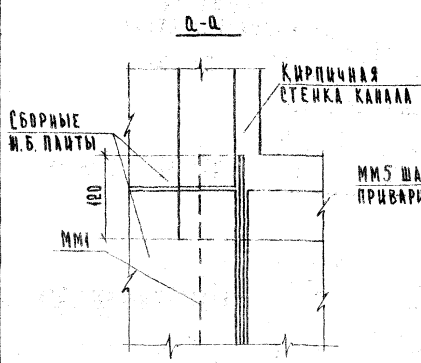 а-а
КИРПИЧНАЯ
СТЕНКА КАНАЛА
СБОРНЫЕ
Ж.Б. ПЛИТЫ
ММ5 ША
ПРИВАРИ
120
ММ1